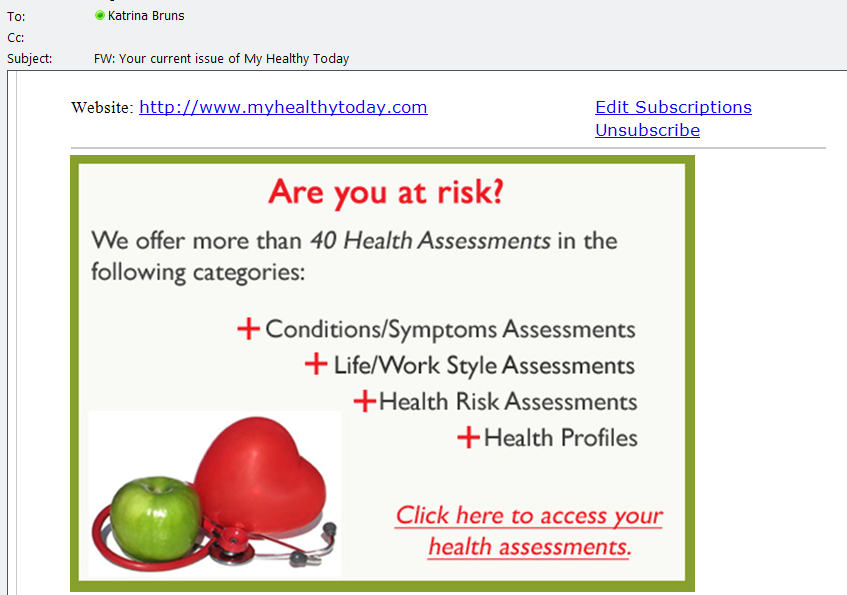 To: Katrina Bruns
Cc:
Subject: FW: Your current issue of My Healthy Today
Website: http://www.myhealthytoday.com Edit Subscriptions
Unsubscribe
Are you at risk?
We offer more than 40 Health Assessments in the
following categories:
+ Conditions/Symptoms Assessments
+ Life/Work Style Assessments
+ Health Risk Assessments
+ Health Profiles
Click here to access your
health assessments.